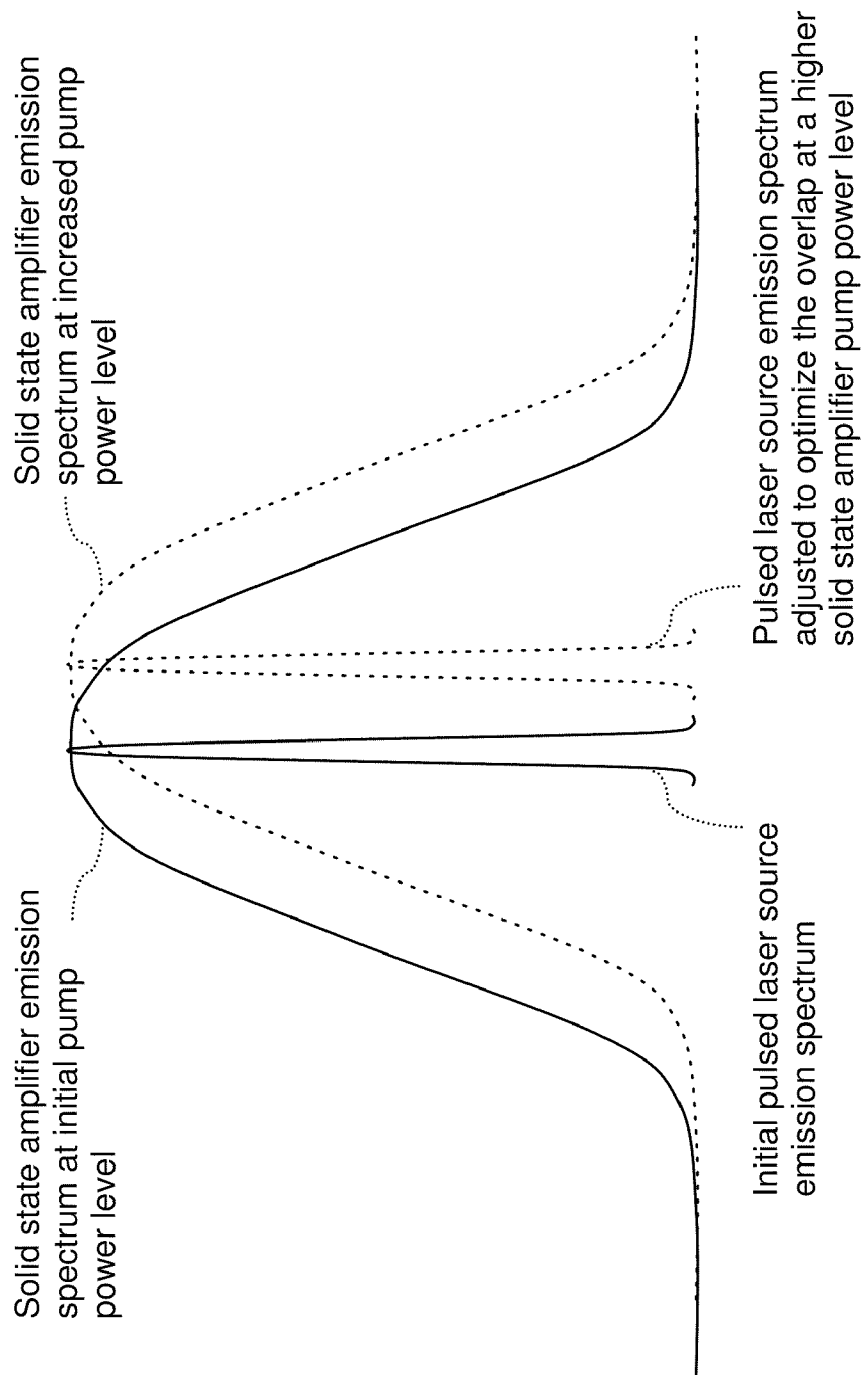 Solid state amplifier emission
spectrum at initial pump
power level
Solid state amplifier emission
spectrum at increased pump
power level
Initial pulsed laser source
emission spectrum
Pulsed laser source emission spectrum
adjusted to optimize the overlap at a higher
solid state amplifier pump power level